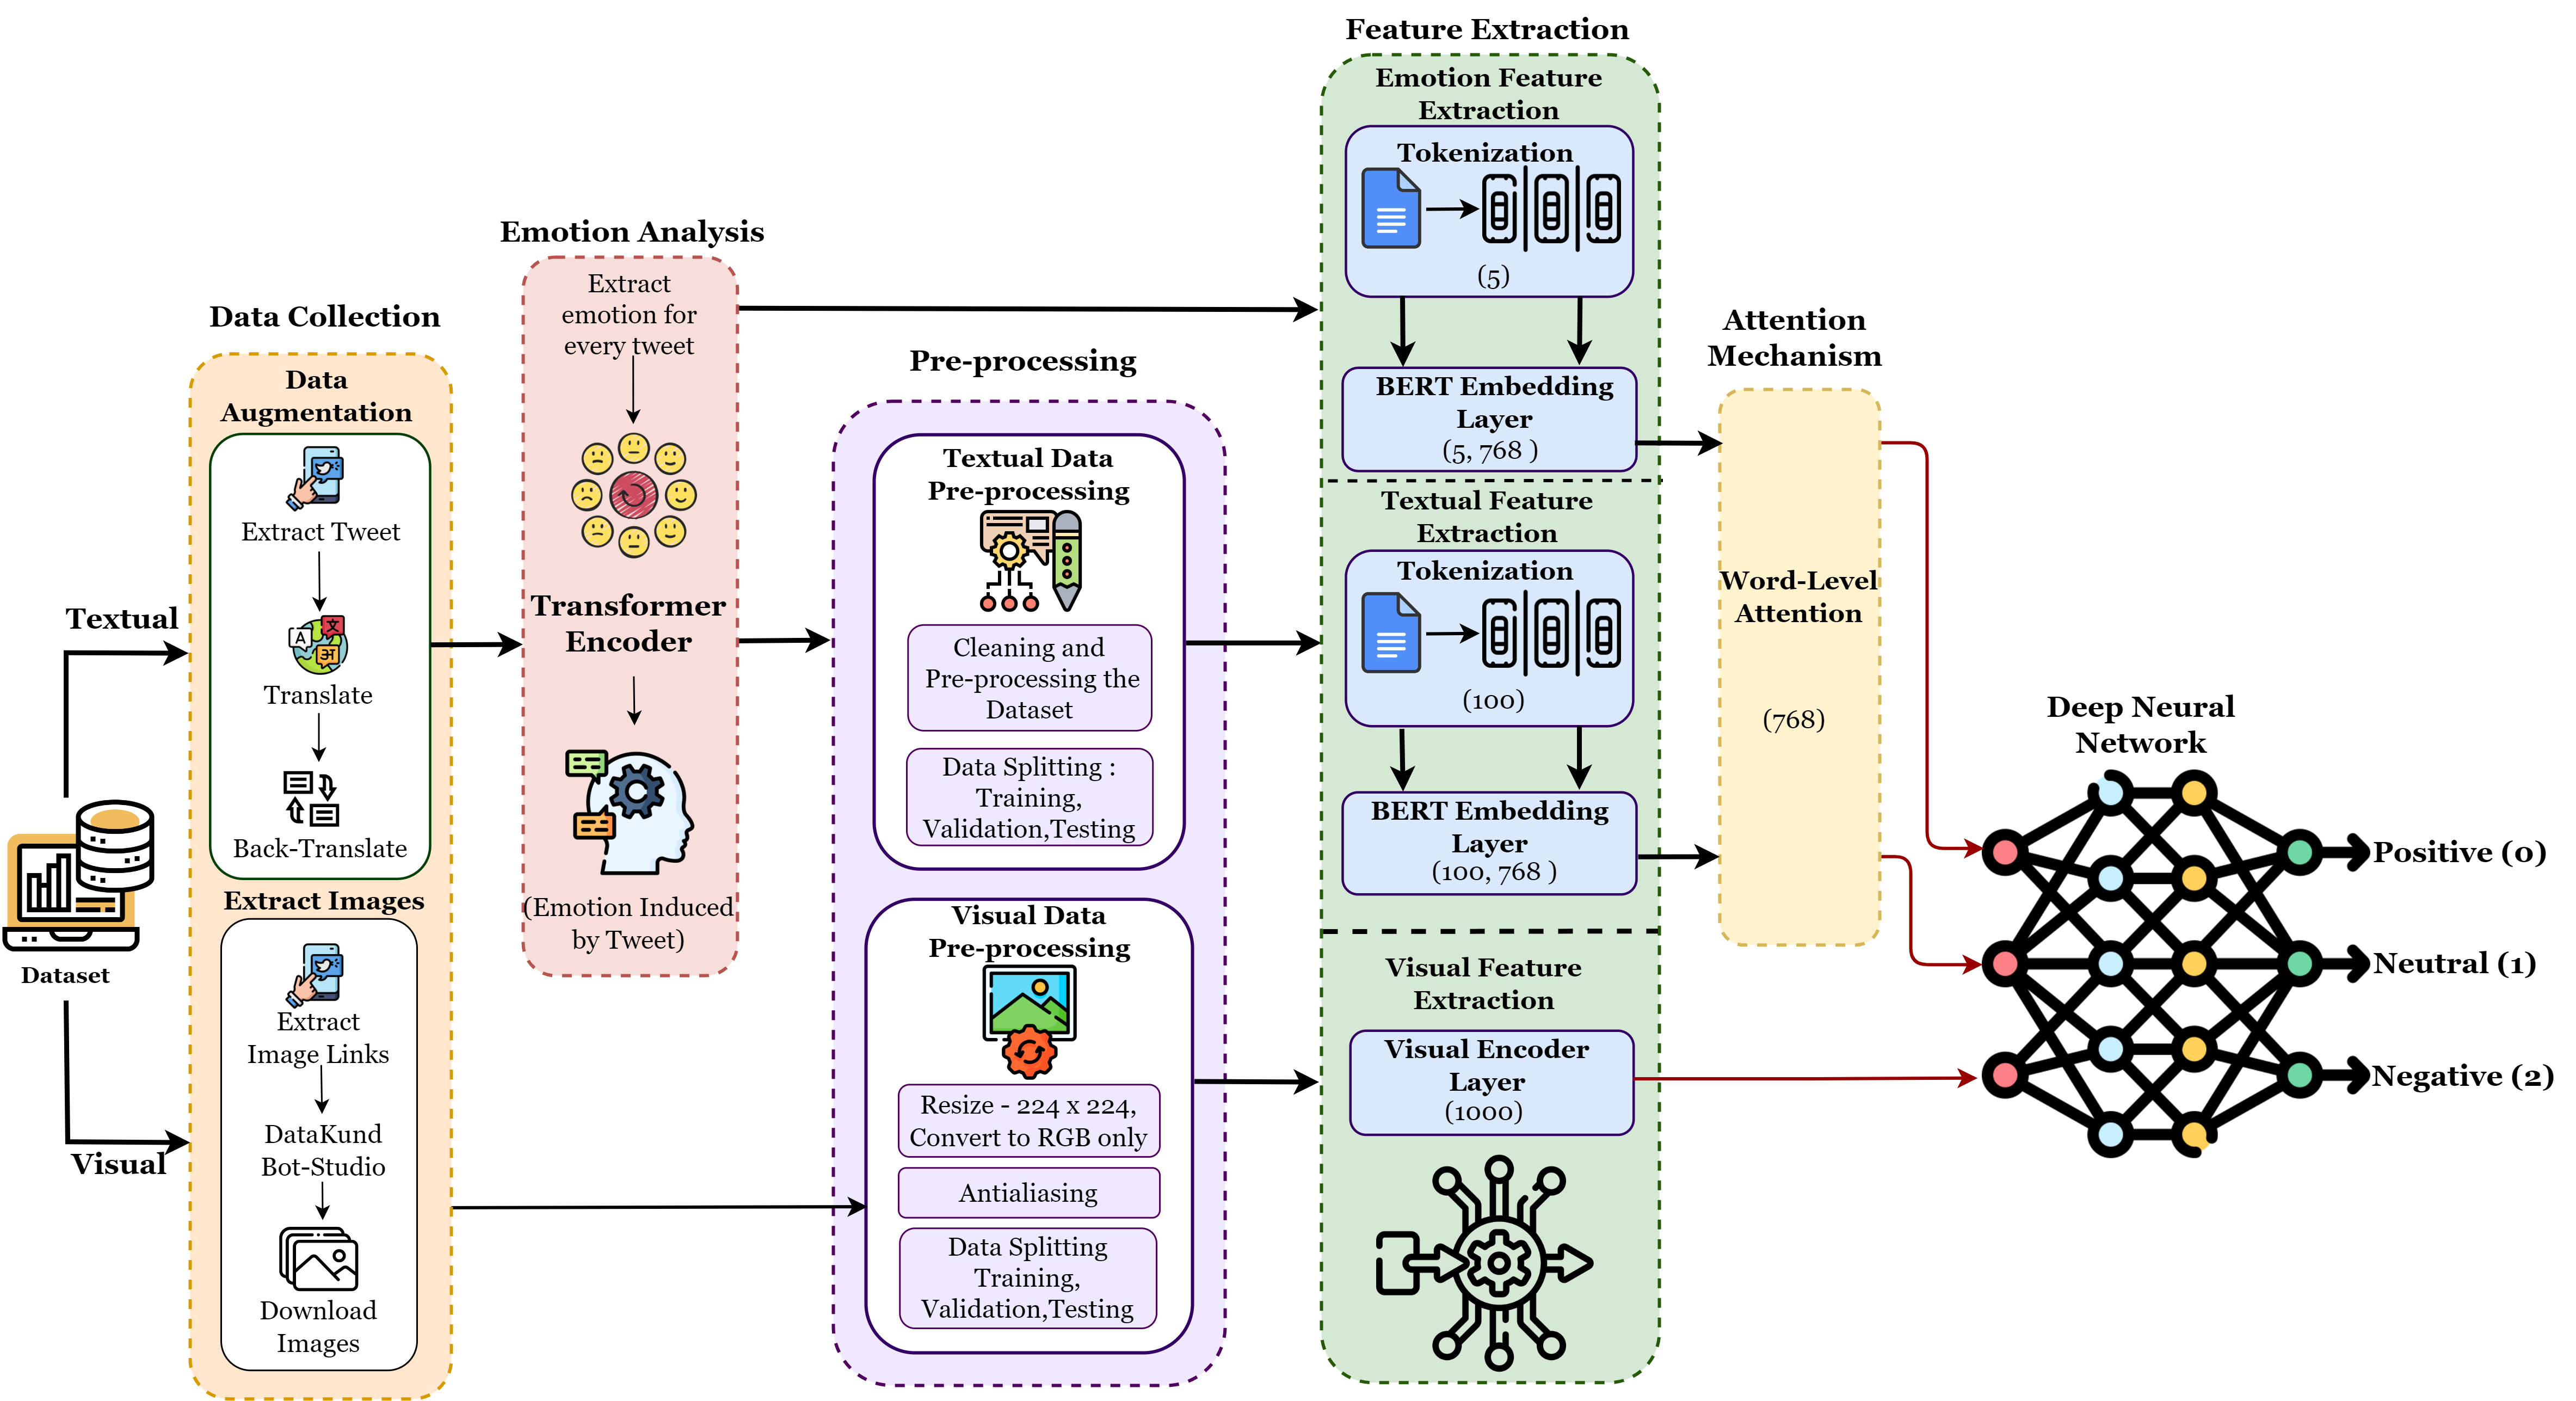 Dataset
Textual
Visual
Data Collection
Data
Augmentation
Extract Tweet
Translate
Back-Translate
Extract Images
Extract
Image Links
DataKund
Bot-Studio
Download
Images
Emotion Analysis
Extract
emotion for
every tweet
Transformer
Encoder
(Emotion Induced
by Tweet)
Pre-processing
Textual Data
Pre-processing
Cleaning and
Pre-processing the
Dataset
Data Splitting :
Training,
Validation,Testing
Visual Data
Pre-processing
Resize - 224 x 224,
Convert to RGB only
Antialiasing
Data Splitting
Training,
Validation,Testing
Feature Extraction
Emotion Feature
Extraction
Tokenization
(5)
BERT Embedding
Layer
(5, 768 )
Textual Feature
Extraction
Tokenization
(100)
BERT Embedding
Layer
(100, 768 )
Visual Feature
Extraction
Visual Encoder
Layer
(1000)
Attention
Mechanism
Word-Level
Attention
(768)
Deep Neural
Network
Positive (0)
Neutral (1)
Negative (2)